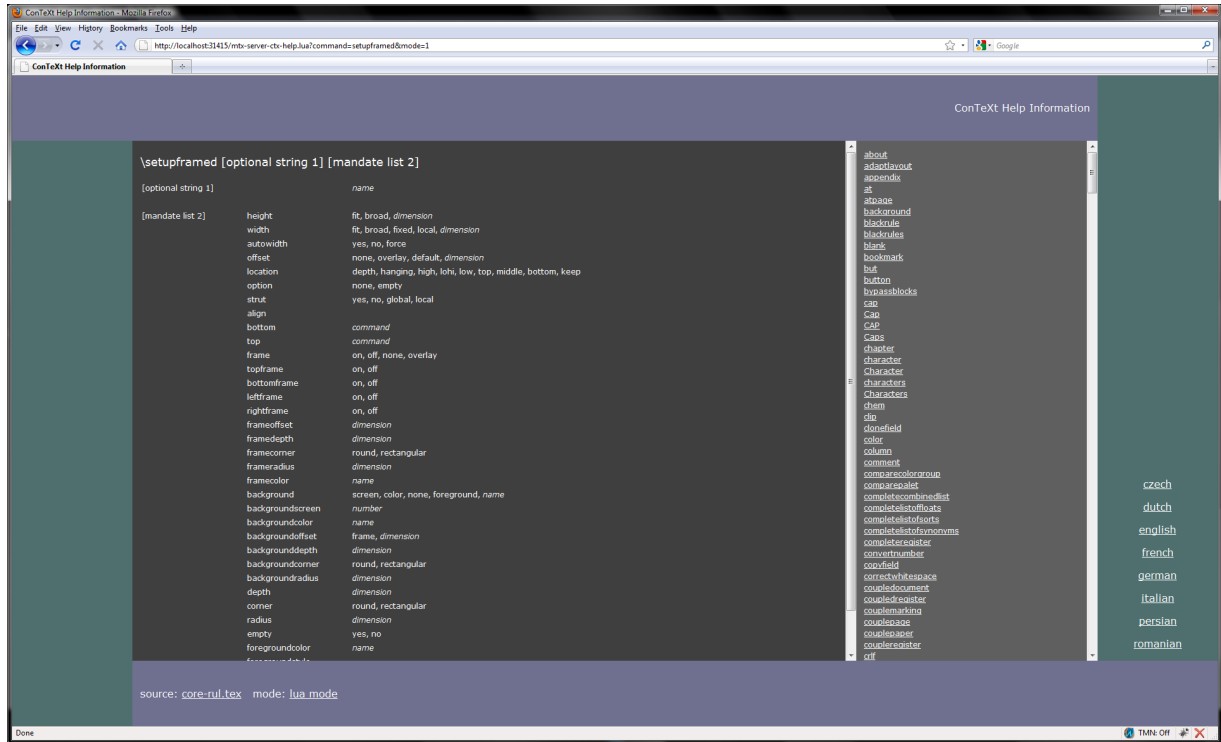 ConTeXt Help Information - Mozilla Firefox
File Edit View History Bookmarks Tools Help
http://localhost:31415/mtx-server-ctx-help.lua?command=setupframed&mode=1
Google
ConTeXt Help Information
ConTeXt Help Information
\setupframed [optional string 1] [mandate list 2]
[optional string 1] name
[mandate list 2] height fit, broad, dimension
width fit, broad, fixed, local, dimension
autowidth yes, no, force
offset none, overlay, default, dimension
location depth, hanging, high, lohi, low, top, middle, bottom, keep
option none, empty
strut yes, no, global, local
align
bottom command
top command
frame on, off, none, overlay
topframe on, off
bottomframe on, off
leftframe on, off
rightframe on, off
frameoffset dimension
framedepth dimension
framecorner round, rectangular
frameradius dimension
framecolor name
background screen, color, none, foreground, name
backgroundscreen number
backgroundcolor name
backgroundoffset frame, dimension
backgrounddepth dimension
backgroundcorner round, rectangular
backgroundradius dimension
depth dimension
corner round, rectangular
radius dimension
empty yes, no
foregroundcolor name
about
adaptlayout
appendix
at
atpage
background
blackrule
blackrules
blank
bookmark
but
button
bypassblocks
cap
Cap
CAP
Caps
chapter
character
Character
characters
Characters
chem
clip
clonefield
color
column
comment
comparecolorgroup
comparepalet
completecombinedlist
completelistoffloats
completelistofsorts
completelistofsynonyms
completeregister
convertnumber
copyfield
correctwhitespace
coupledocument
coupledregister
couplemarking
couplepage
couplepaper
coupleregister
crlf
czech
dutch
english
french
german
italian
persian
romanian
source: core-rul.tex mode: lua mode
Done
TMN: Off